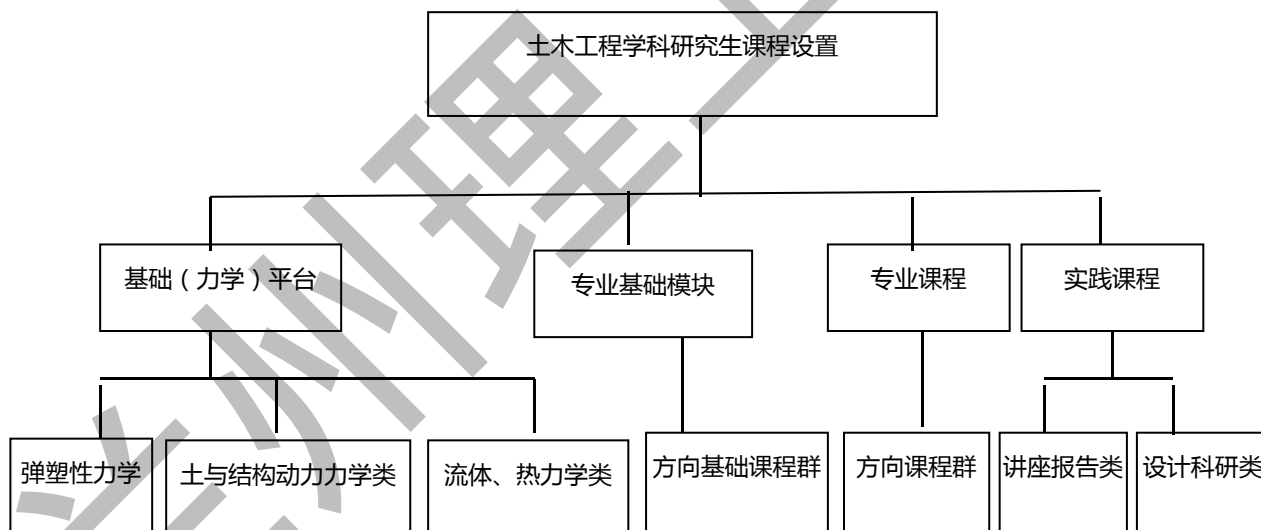 土木工程学科研究生课程设置
基础（力学）平台
专业基础模块
专业课程
实践课程
弹塑性力学
土与结构动力力学类
流体、热力学类
方向基础课程群
方向课程群
讲座报告类
设计科研类
兰州理工